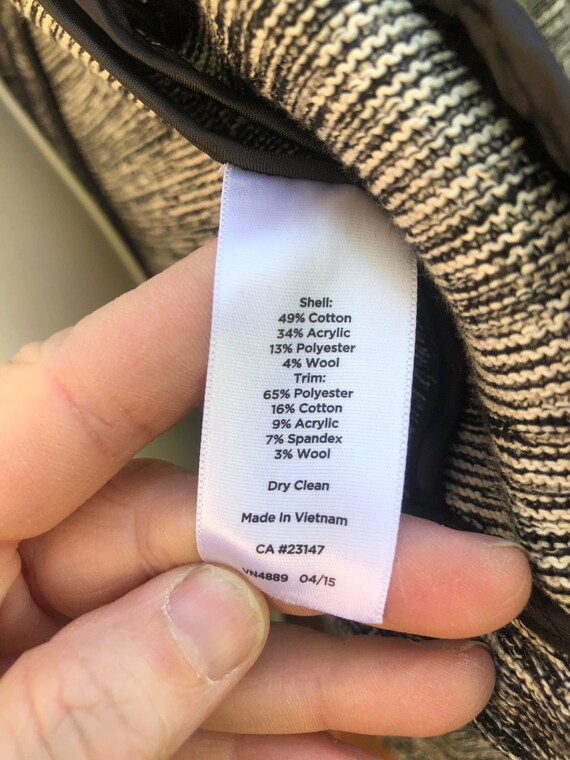 Shell:
49% Cotton
34% Acrylic
13% Polyester
4% Wool
Trim:
65% Polyester
16% Cotton
9% Acrylic
7% Spandex
3% Wool
Dry Clean
Made In Vietnam
CA #23147
VN4889 04/15